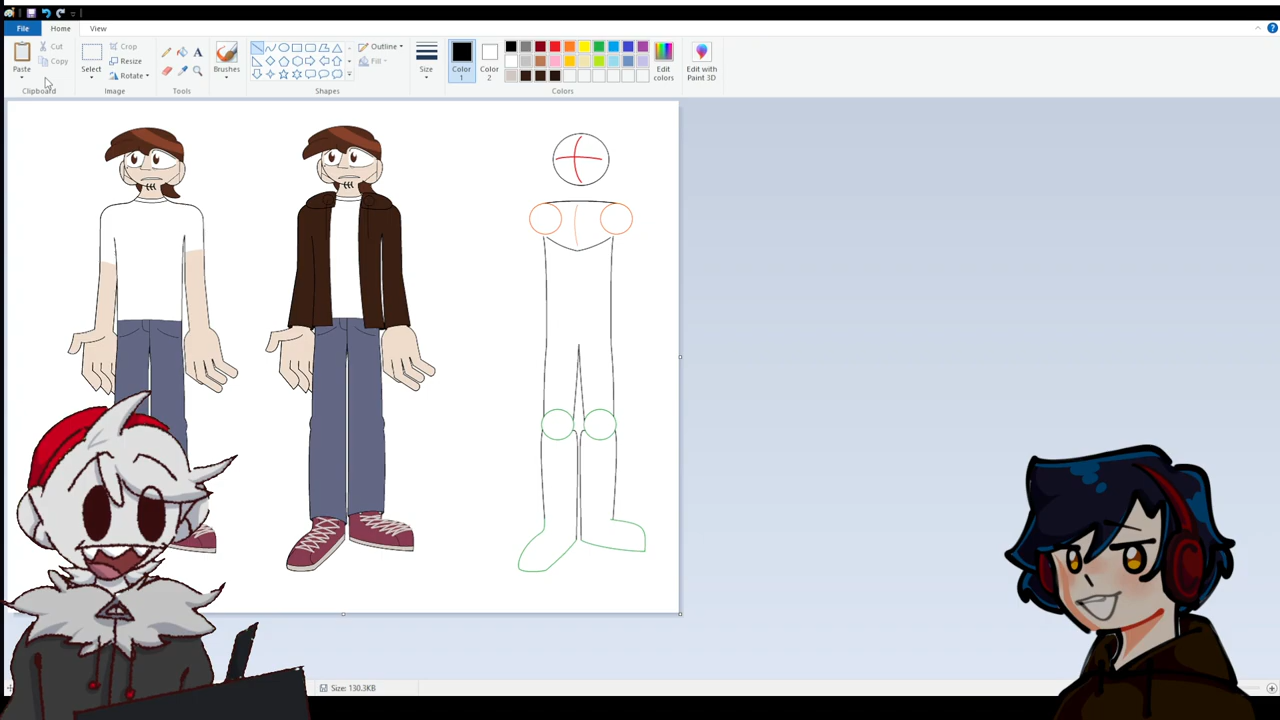 File Home View
Paste
Cut
Copy
Clipboard
Select
Crop
Resize
Rotate
Image
A
Tools
Brushes
Outline
Fill
Shapes
Size
Color
1
Color
2
Edit
colors
Colors
Edit with
Paint 3D
Size: 130.3KB